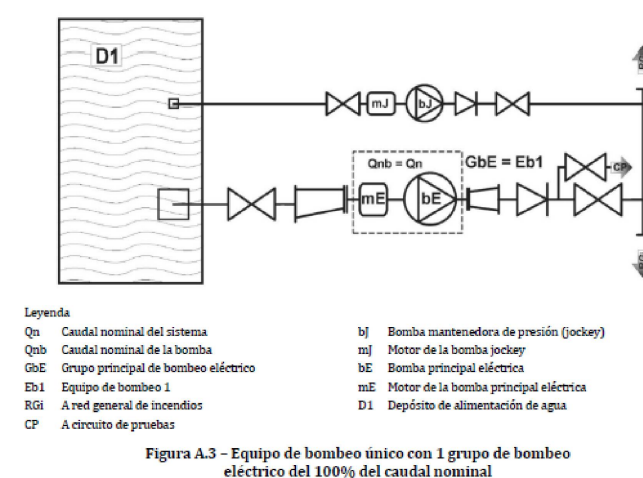 D1
mJ
bJ
Qnb = Qn
GbE = Eb1
CP
mE
bE
Leyenda
Qn Caudal nominal del sistema
Qnb Caudal nominal de la bomba
GbE Grupo principal de bombeo eléctrico
Eb1 Equipo de bombeo 1
RGi A red general de incendios
CP A circuito de pruebas
bJ Bomba mantenedora de presión (jockey)
mJ Motor de la bomba jockey
bE Bomba principal eléctrica
mE Motor de la bomba principal eléctrica
D1 Depósito de alimentación de agua
Figura A.3 – Equipo de bombeo único con 1 grupo de bombeo
eléctrico del 100% del caudal nominal